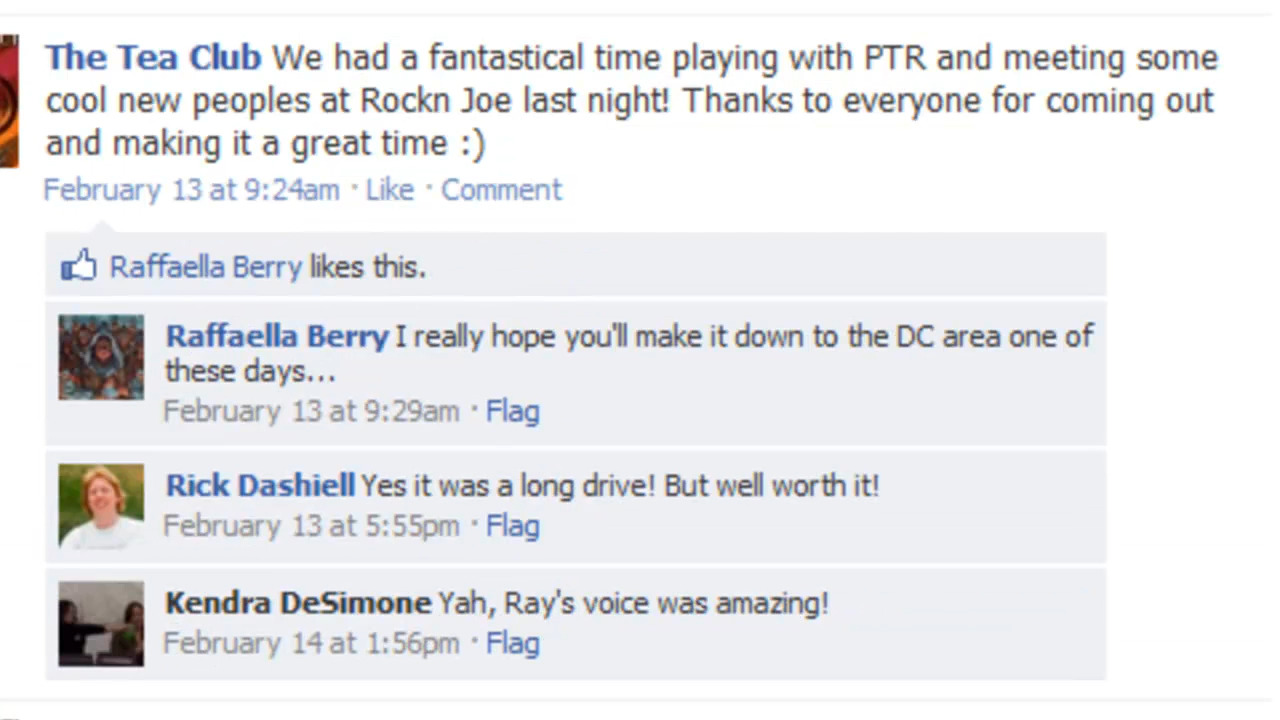 The Tea Club We had a fantastical time playing with PTR and meeting some
cool new peoples at Rockn Joe last night! Thanks to everyone for coming out
and making it a great time :)
February 13 at 9:24am · Like · Comment
Raffaella Berry likes this.
Raffaella Berry I really hope you'll make it down to the DC area one of
these days...
February 13 at 9:29am · Flag
Rick Dashiell Yes it was a long drive! But well worth it!
February 13 at 5:55pm · Flag
Kendra DeSimone Yah, Ray's voice was amazing!
February 14 at 1:56pm · Flag